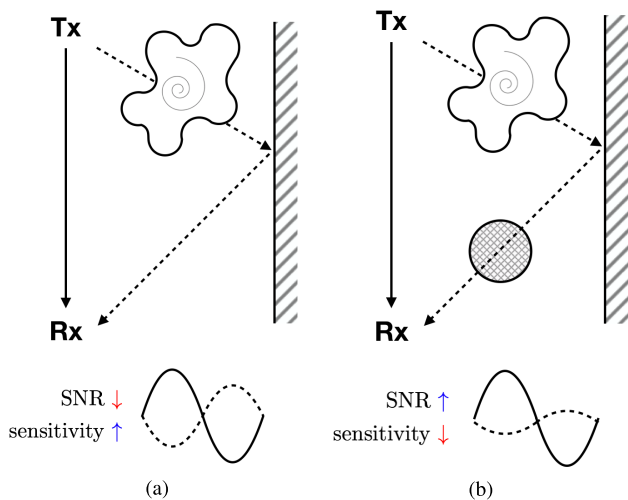 Tx
Rx
SNR ↓
sensitivity ↑
(a)
Tx
Rx
SNR ↑
sensitivity ↓
(b)